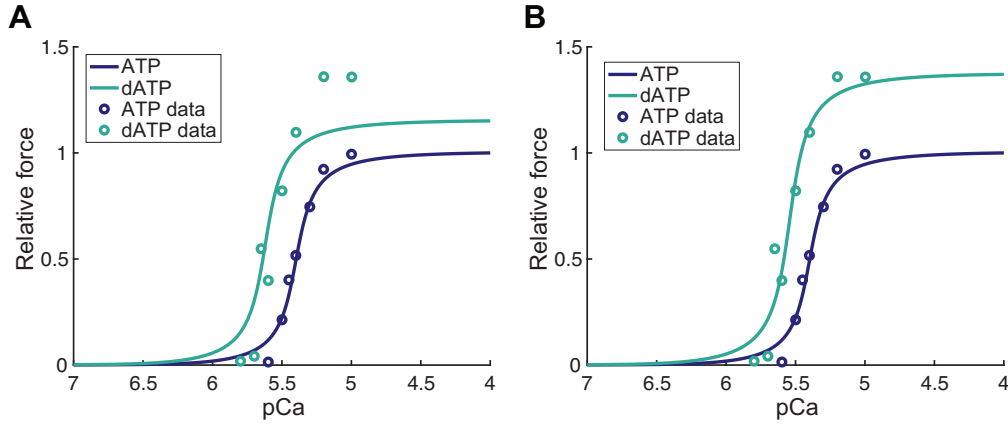 A
1.5
1
0.5
0
Relative force
ATP
dATP
ATP data
dATP data
7
6.5
6
5.5
5
4.5
4
pCa
B
1.5
1
0.5
0
Relative force
ATP
dATP
ATP data
dATP data
7
6.5
6
5.5
5
4.5
4
pCa